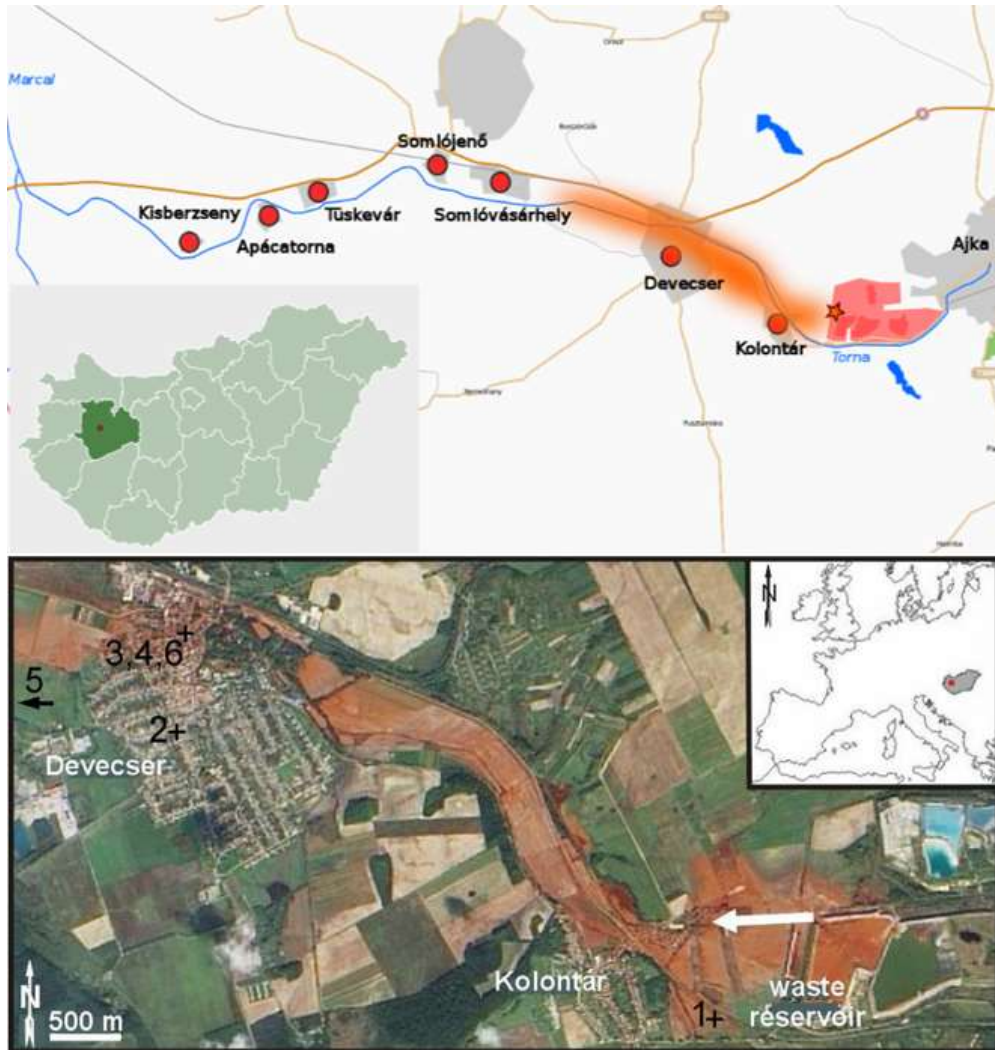 Marcal
Somlójenő
Kisberzseny
Tüskevár
Somlóvásárhely
Apácatorna
Ajka
Devecser
Kolontár
Torna
N
3,4,6+
5
2+
Devecser
Kolontár
waste
réservoir
1+
N
500 m